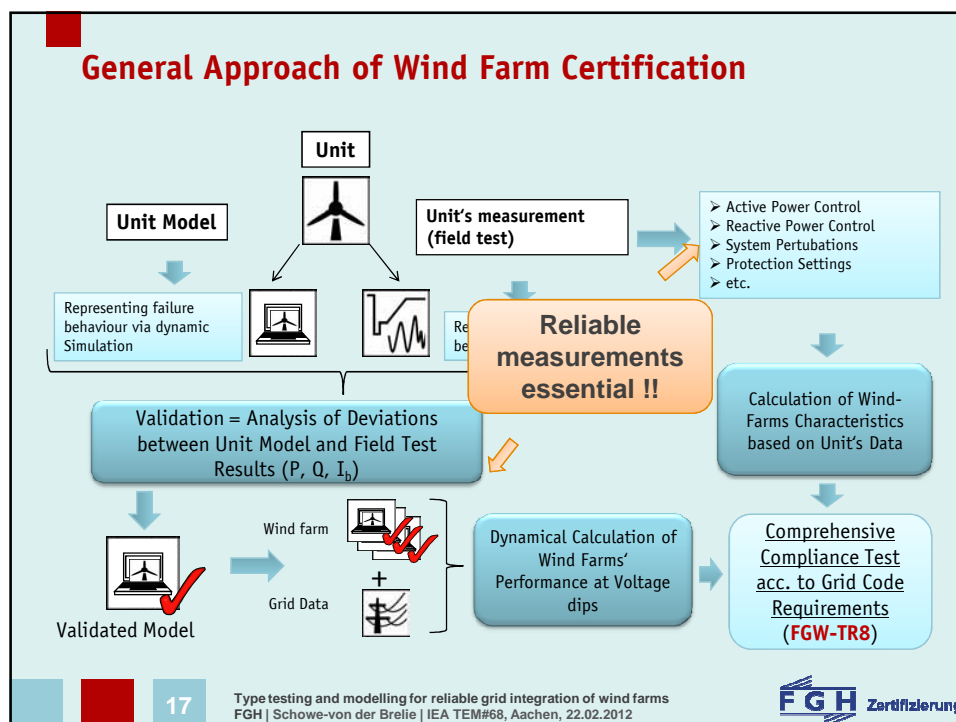 General Approach of Wind Farm Certification
Unit
Unit Model
Unit's measurement
(field test)
➢ Active Power Control
➢ Reactive Power Control
➢ System Pertubations
➢ Protection Settings
➢ etc.
Representing failure
behaviour via dynamic
Simulation
Reliable
measurements
essential !!
Validation = Analysis of Deviations
between Unit Model and Field Test
Results (P, Q, Ib)
Calculation of Wind-
Farms Characteristics
based on Unit's Data
Wind farm
+
Grid Data
Validated Model
Dynamical Calculation of
Wind Farms'
Performance at Voltage
dips
Comprehensive
Compliance Test
acc. to Grid Code
Requirements
(FGW-TR8)
17
Type testing and modelling for reliable grid integration of wind farms
FGH | Schowe-von der Brelie | IEA TEM#68, Aachen, 22.02.2012
FGH Zertifizierung